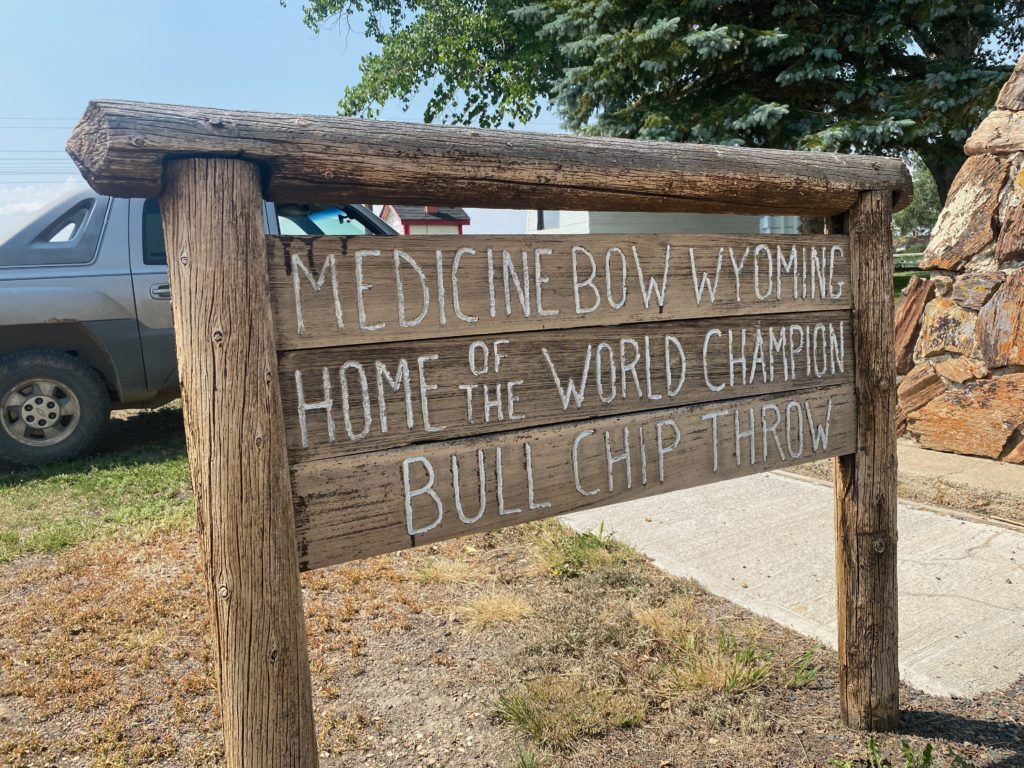 MEDICINE BOW WYOMING
HOME OF THE WORLD CHAMPION
BULL CHIP THROW